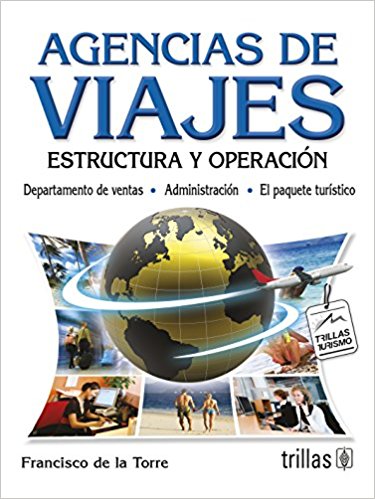 AGENCIAS DE
VIAJES
ESTRUCTURA Y OPERACIÓN
Departamento de ventas • Administración • El paquete turístico
TRILLAS
TURISMO
Francisco de la Torre
trillas